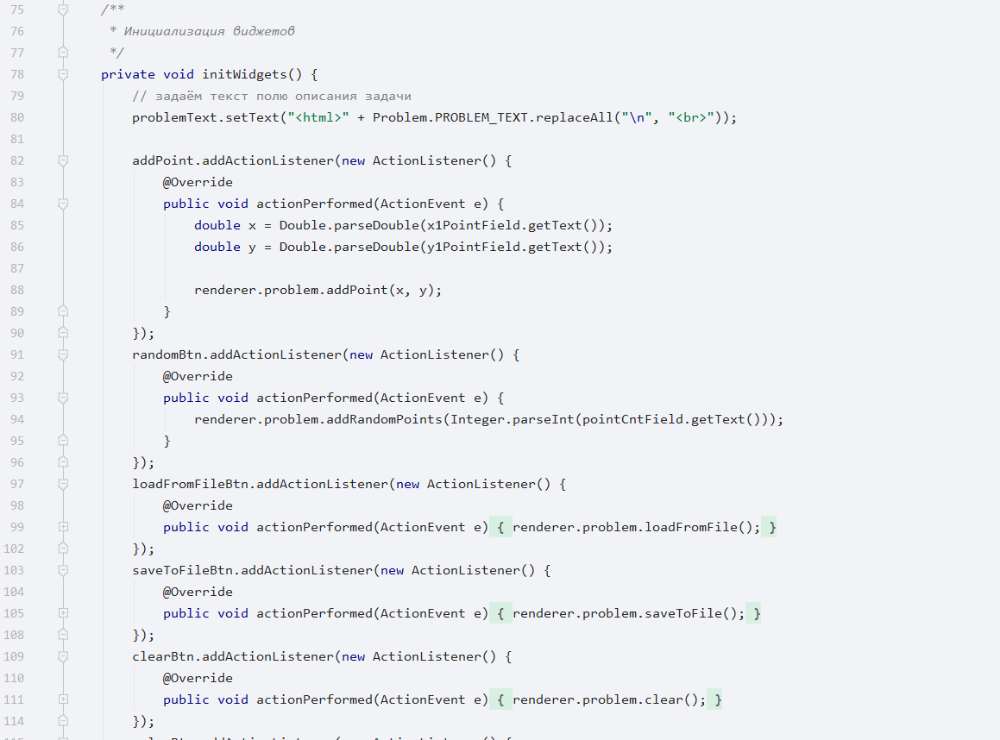 75 /**
76 * Инициализация виджетов
77 */
78 private void initWidgets() {
79 // задаём текст полю описания задачи
80 problemText.setText("<html>" + Problem.PROBLEM_TEXT.replaceAll("\n", "<br>"));
81
82 addPoint.addActionListener(new ActionListener() {
83 @Override
84 public void actionPerformed(ActionEvent e) {
85 double x = Double.parseDouble(x1PointField.getText());
86 double y = Double.parseDouble(y1PointField.getText());
87
88 renderer.problem.addPoint(x, y);
89 }
90 });
91 randomBtn.addActionListener(new ActionListener() {
92 @Override
93 public void actionPerformed(ActionEvent e) {
94 renderer.problem.addRandomPoints(Integer.parseInt(pointCntField.getText()));
95 }
96 });
97 loadFromFileBtn.addActionListener(new ActionListener() {
98 @Override
99 public void actionPerformed(ActionEvent e) { renderer.problem.loadFromFile(); }
102 });
103 saveToFileBtn.addActionListener(new ActionListener() {
104 @Override
105 public void actionPerformed(ActionEvent e) { renderer.problem.saveToFile(); }
108 });
109 clearBtn.addActionListener(new ActionListener() {
110 @Override
111 public void actionPerformed(ActionEvent e) { renderer.problem.clear(); }
114 });